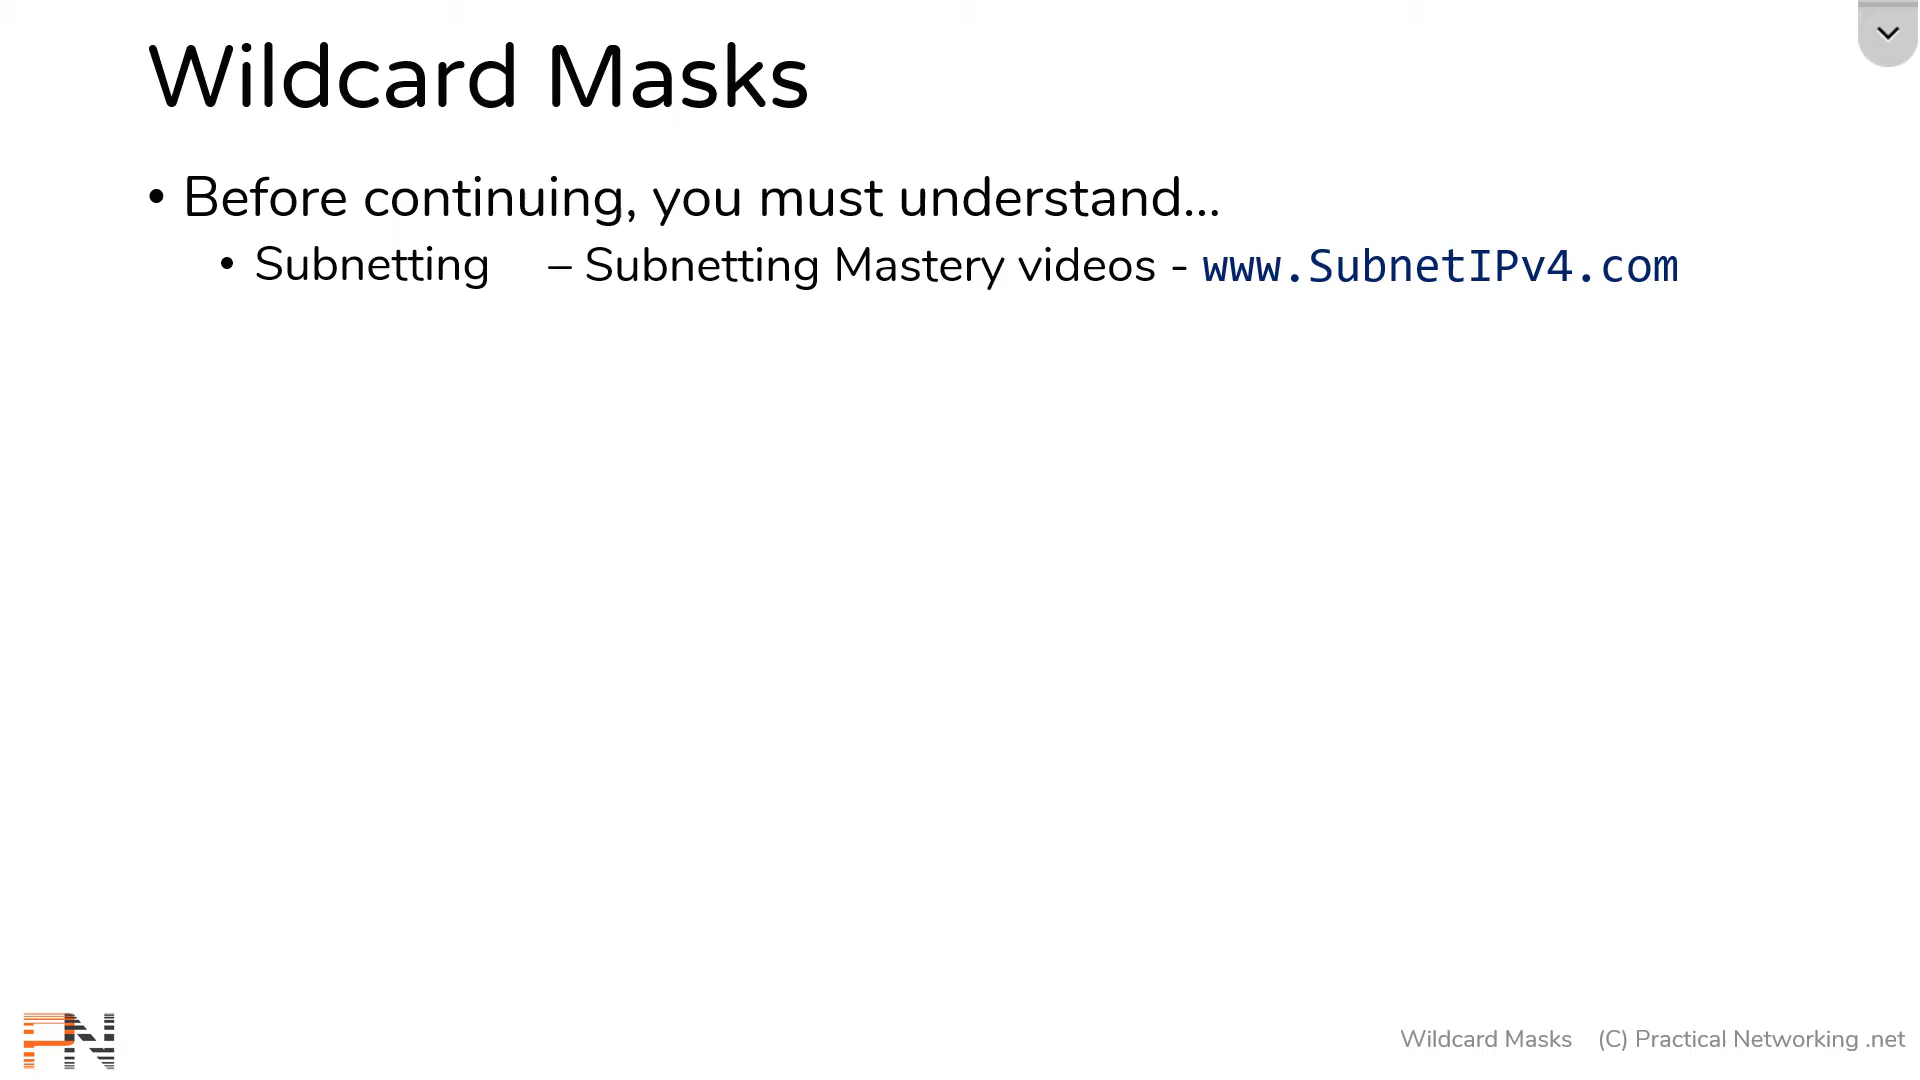 Wildcard Masks
• Before continuing, you must understand...
• Subnetting – Subnetting Mastery videos - www.SubnetIPv4.com
PN
Wildcard Masks (C) Practical Networking .net